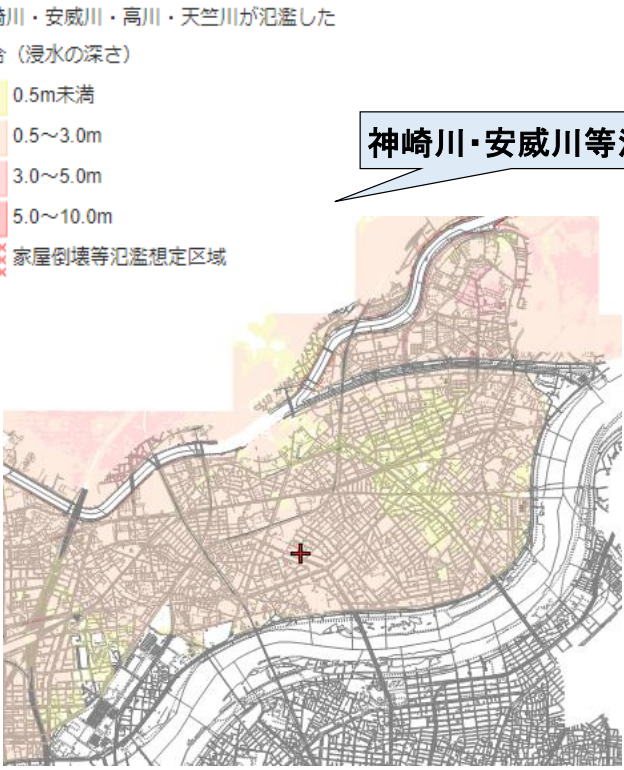 崎川・安威川・高川・天竺川が氾濫した
合（浸水の深さ）
0.5m未満
0.5～3.0m
3.0～5.0m
5.0～10.0m
家屋倒壊等氾濫想定区域
神崎川・安威川等氾